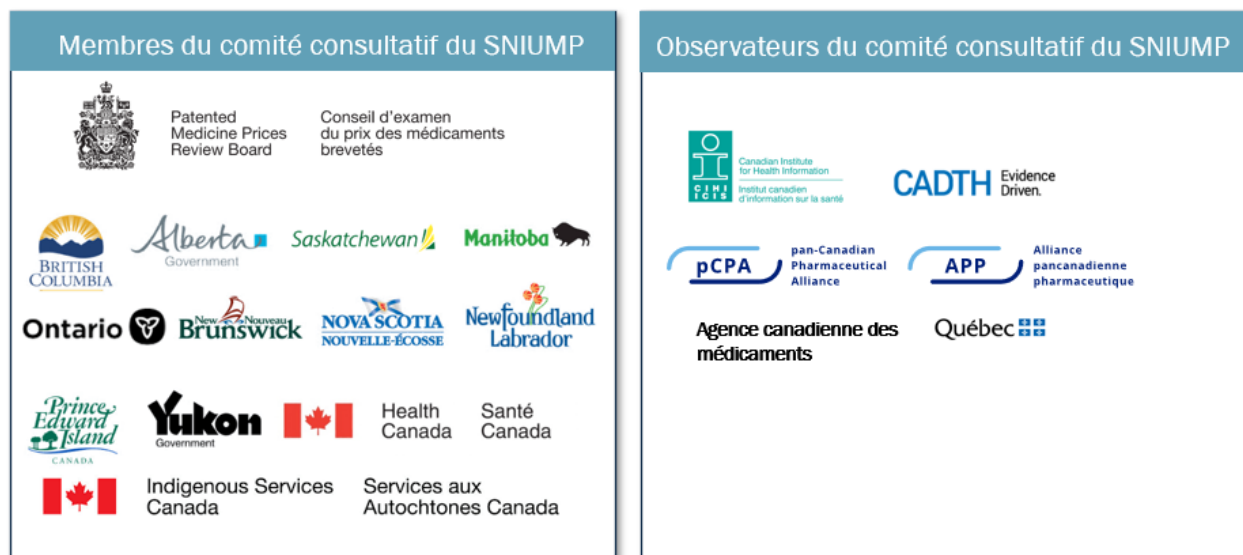 Membres du comité consultatif du SNIUMP
Patented
Medicine Prices
Review Board
Conseil d'examen
du prix des médicaments
brevetés
BRITISH
COLUMBIA
Alberta
Government
Saskatchewan
Manitoba
Ontario
New Nouveau
Brunswick
NOVA SCOTIA
NOUVELLE-ÉCOSSE
Newfoundland
Labrador
Prince
Edward
Island
CANADA
Yukon
Government
Health
Canada
Santé
Canada
Indigenous Services
Canada
Services aux
Autochtones Canada
Observateurs du comité consultatif du SNIUMP
CIHI
ICIS
Canadian Institute
for Health Information
Institut canadien
d'information sur la santé
CADTH
Evidence
Driven.
pCPA
pan-Canadian
Pharmaceutical
Alliance
APP
Alliance
pancanadienne
pharmaceutique
Agence canadienne des
médicaments
Québec